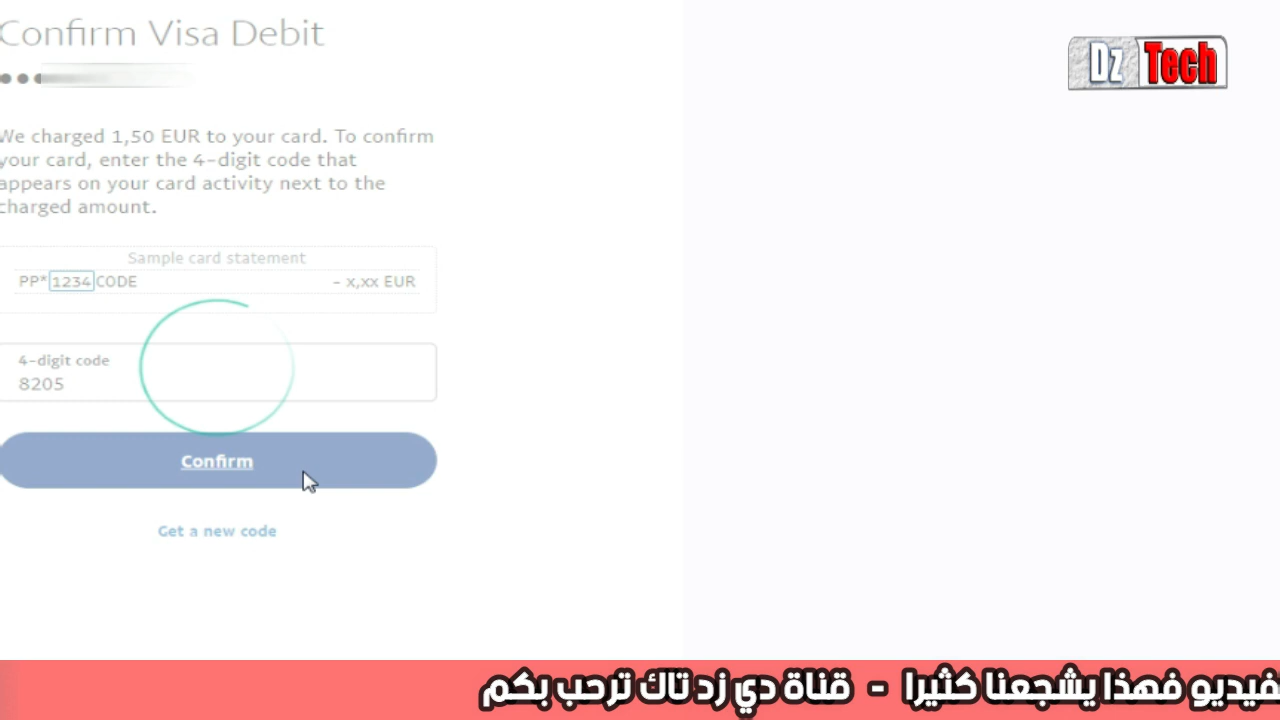 Confirm Visa Debit
Dz Tech
We charged 1,50 EUR to your card. To confirm
your card, enter the 4-digit code that
appears on your card activity next to the
charged amount.
Sample card statement
PP*1234CODE - x,xx EUR
4-digit code
8205
Confirm
Get a new code
فهذا يشجعنا كثيرا - قناة دي زد تاك ترحب بكم